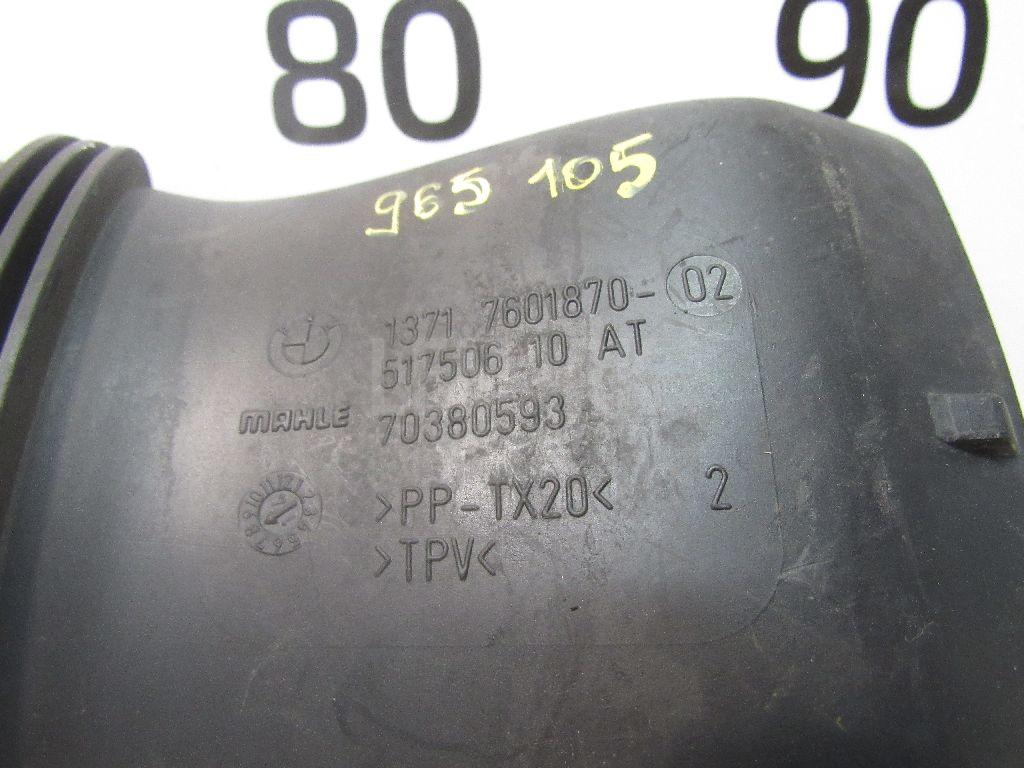 80 90
965 105
1371 7601870-02
517506 10 AT
MAHLE 70380593
>PP-TX20< 2
>TPV<